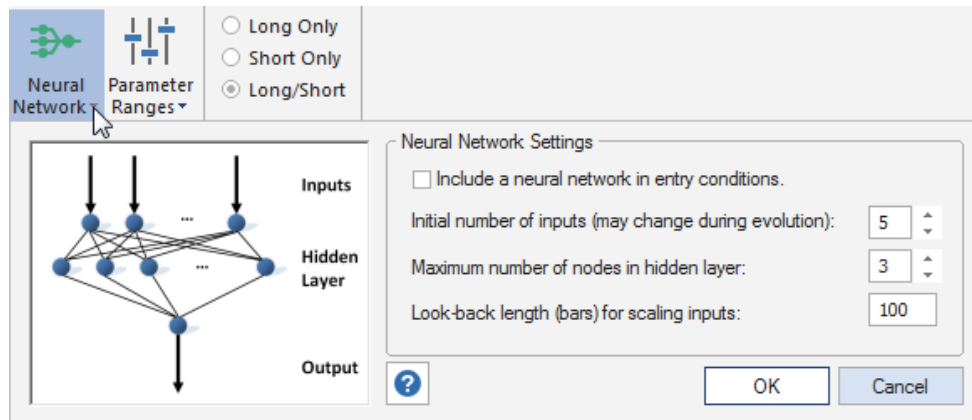 Neural
Network
Parameter
Ranges
Long Only
Short Only
Long/Short
Inputs
...
Hidden
Layer
...
Output
Neural Network Settings
Include a neural network in entry conditions.
Initial number of inputs (may change during evolution): 5
Maximum number of nodes in hidden layer: 3
Look-back length (bars) for scaling inputs: 100
?
OK
Cancel